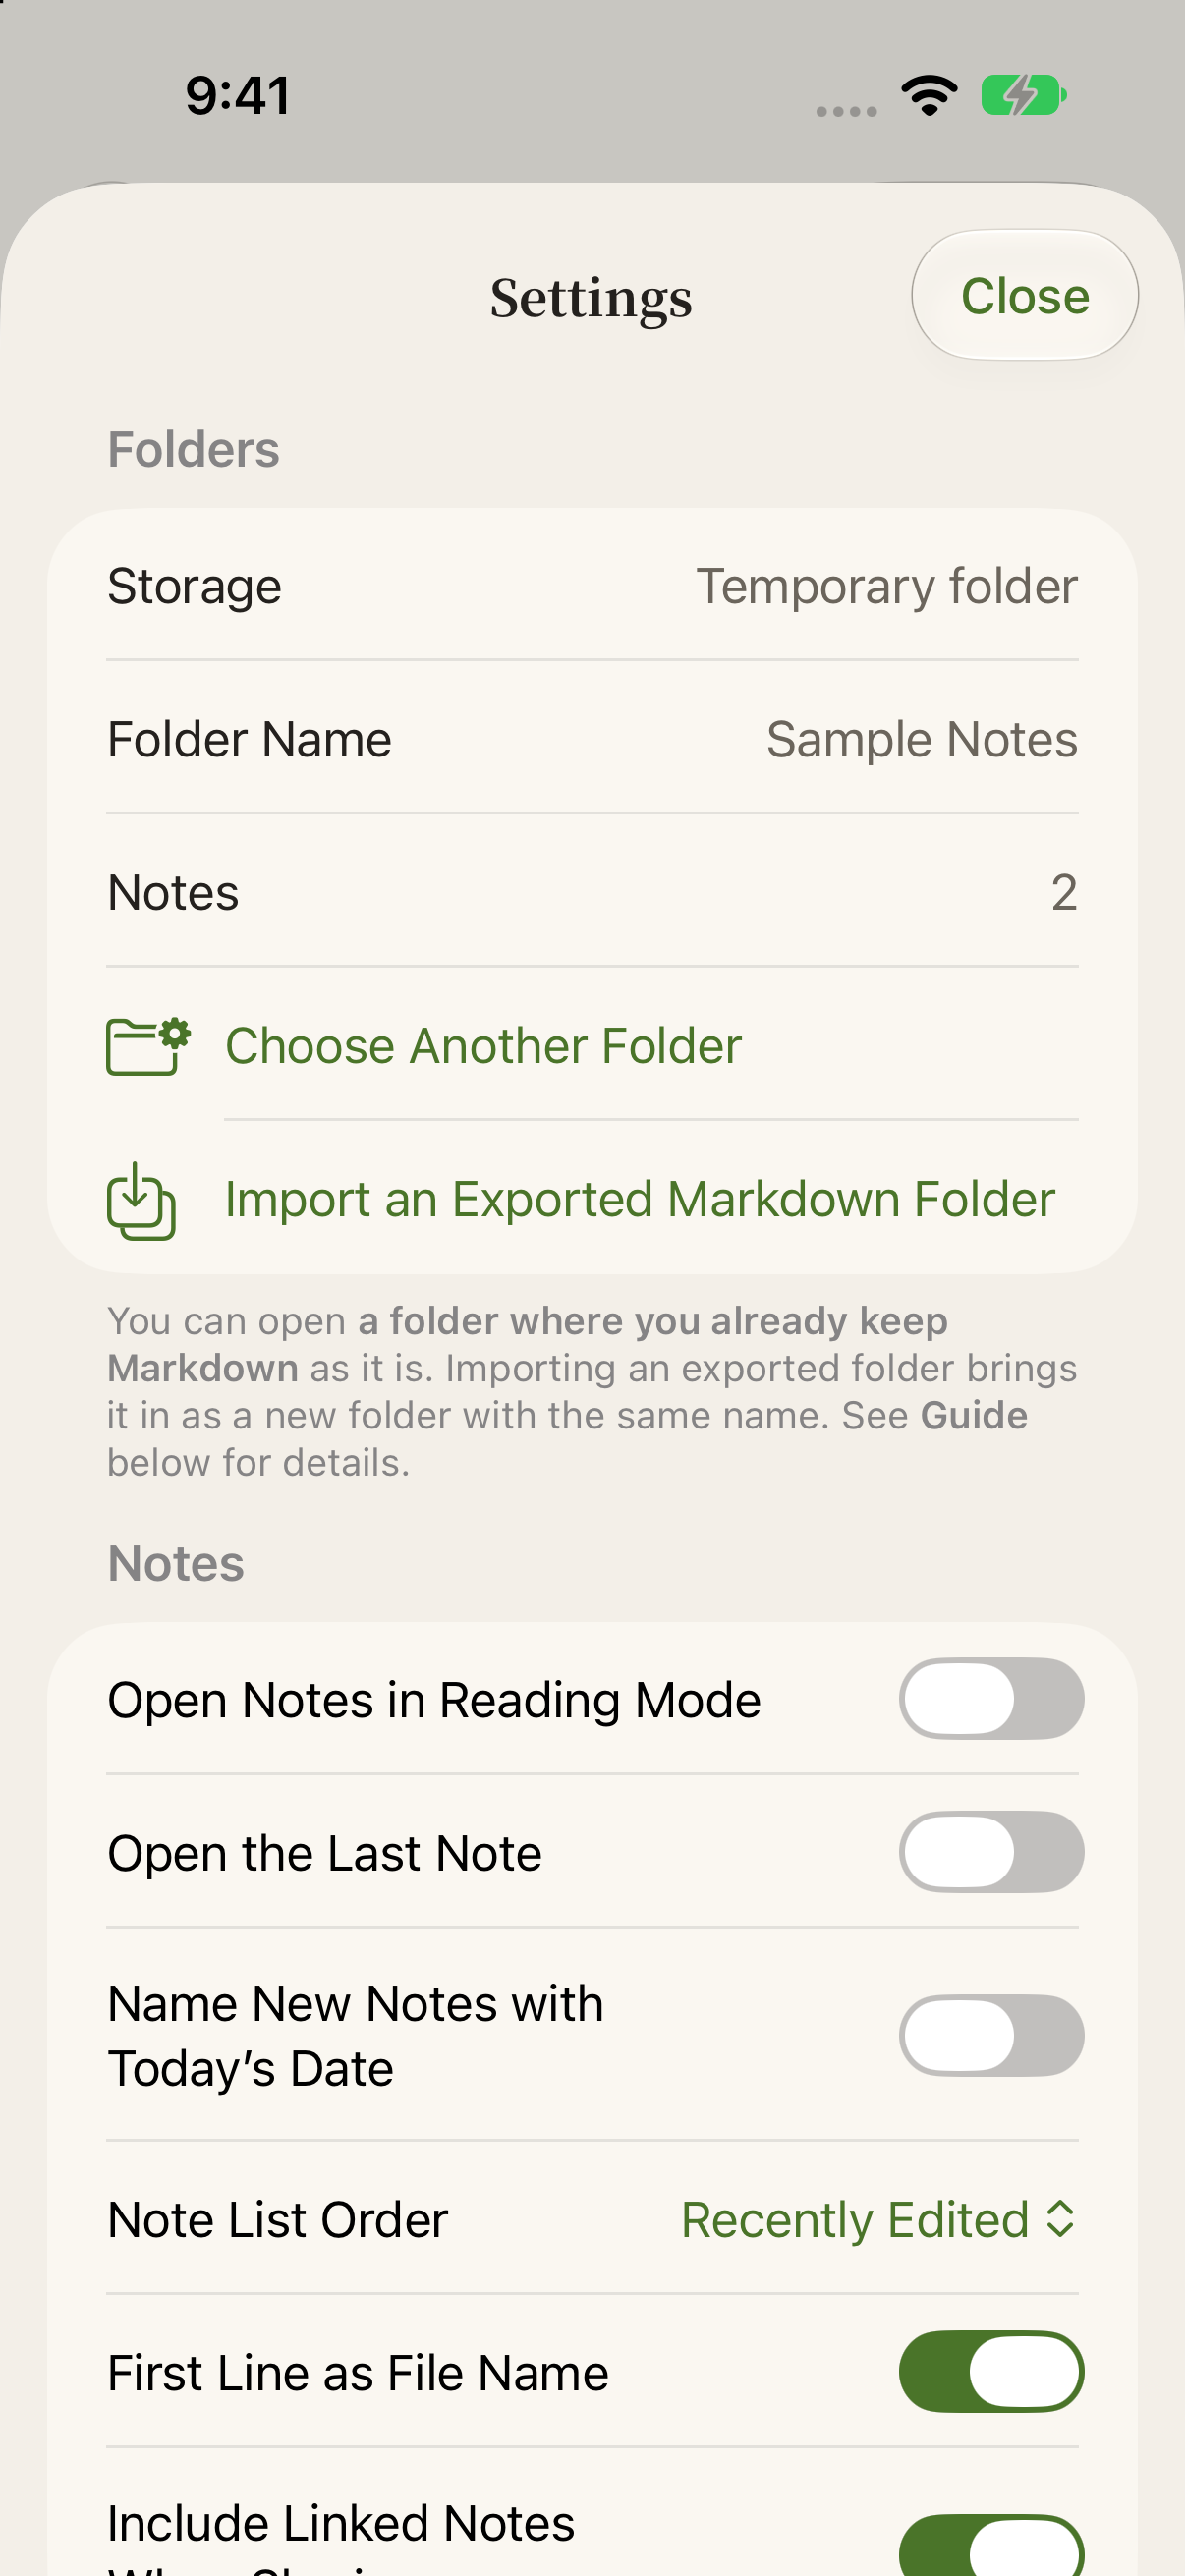 9:41
Settings
Close
Folders
Storage
Temporary folder
Folder Name
Sample Notes
Notes
2
Choose Another Folder
Import an Exported Markdown Folder
You can open a folder where you already keep
Markdown as it is. Importing an exported folder brings
it in as a new folder with the same name. See Guide
below for details.
Notes
Open Notes in Reading Mode
Open the Last Note
Name New Notes with
Today’s Date
Note List Order
Recently Edited
First Line as File Name
Include Linked Notes